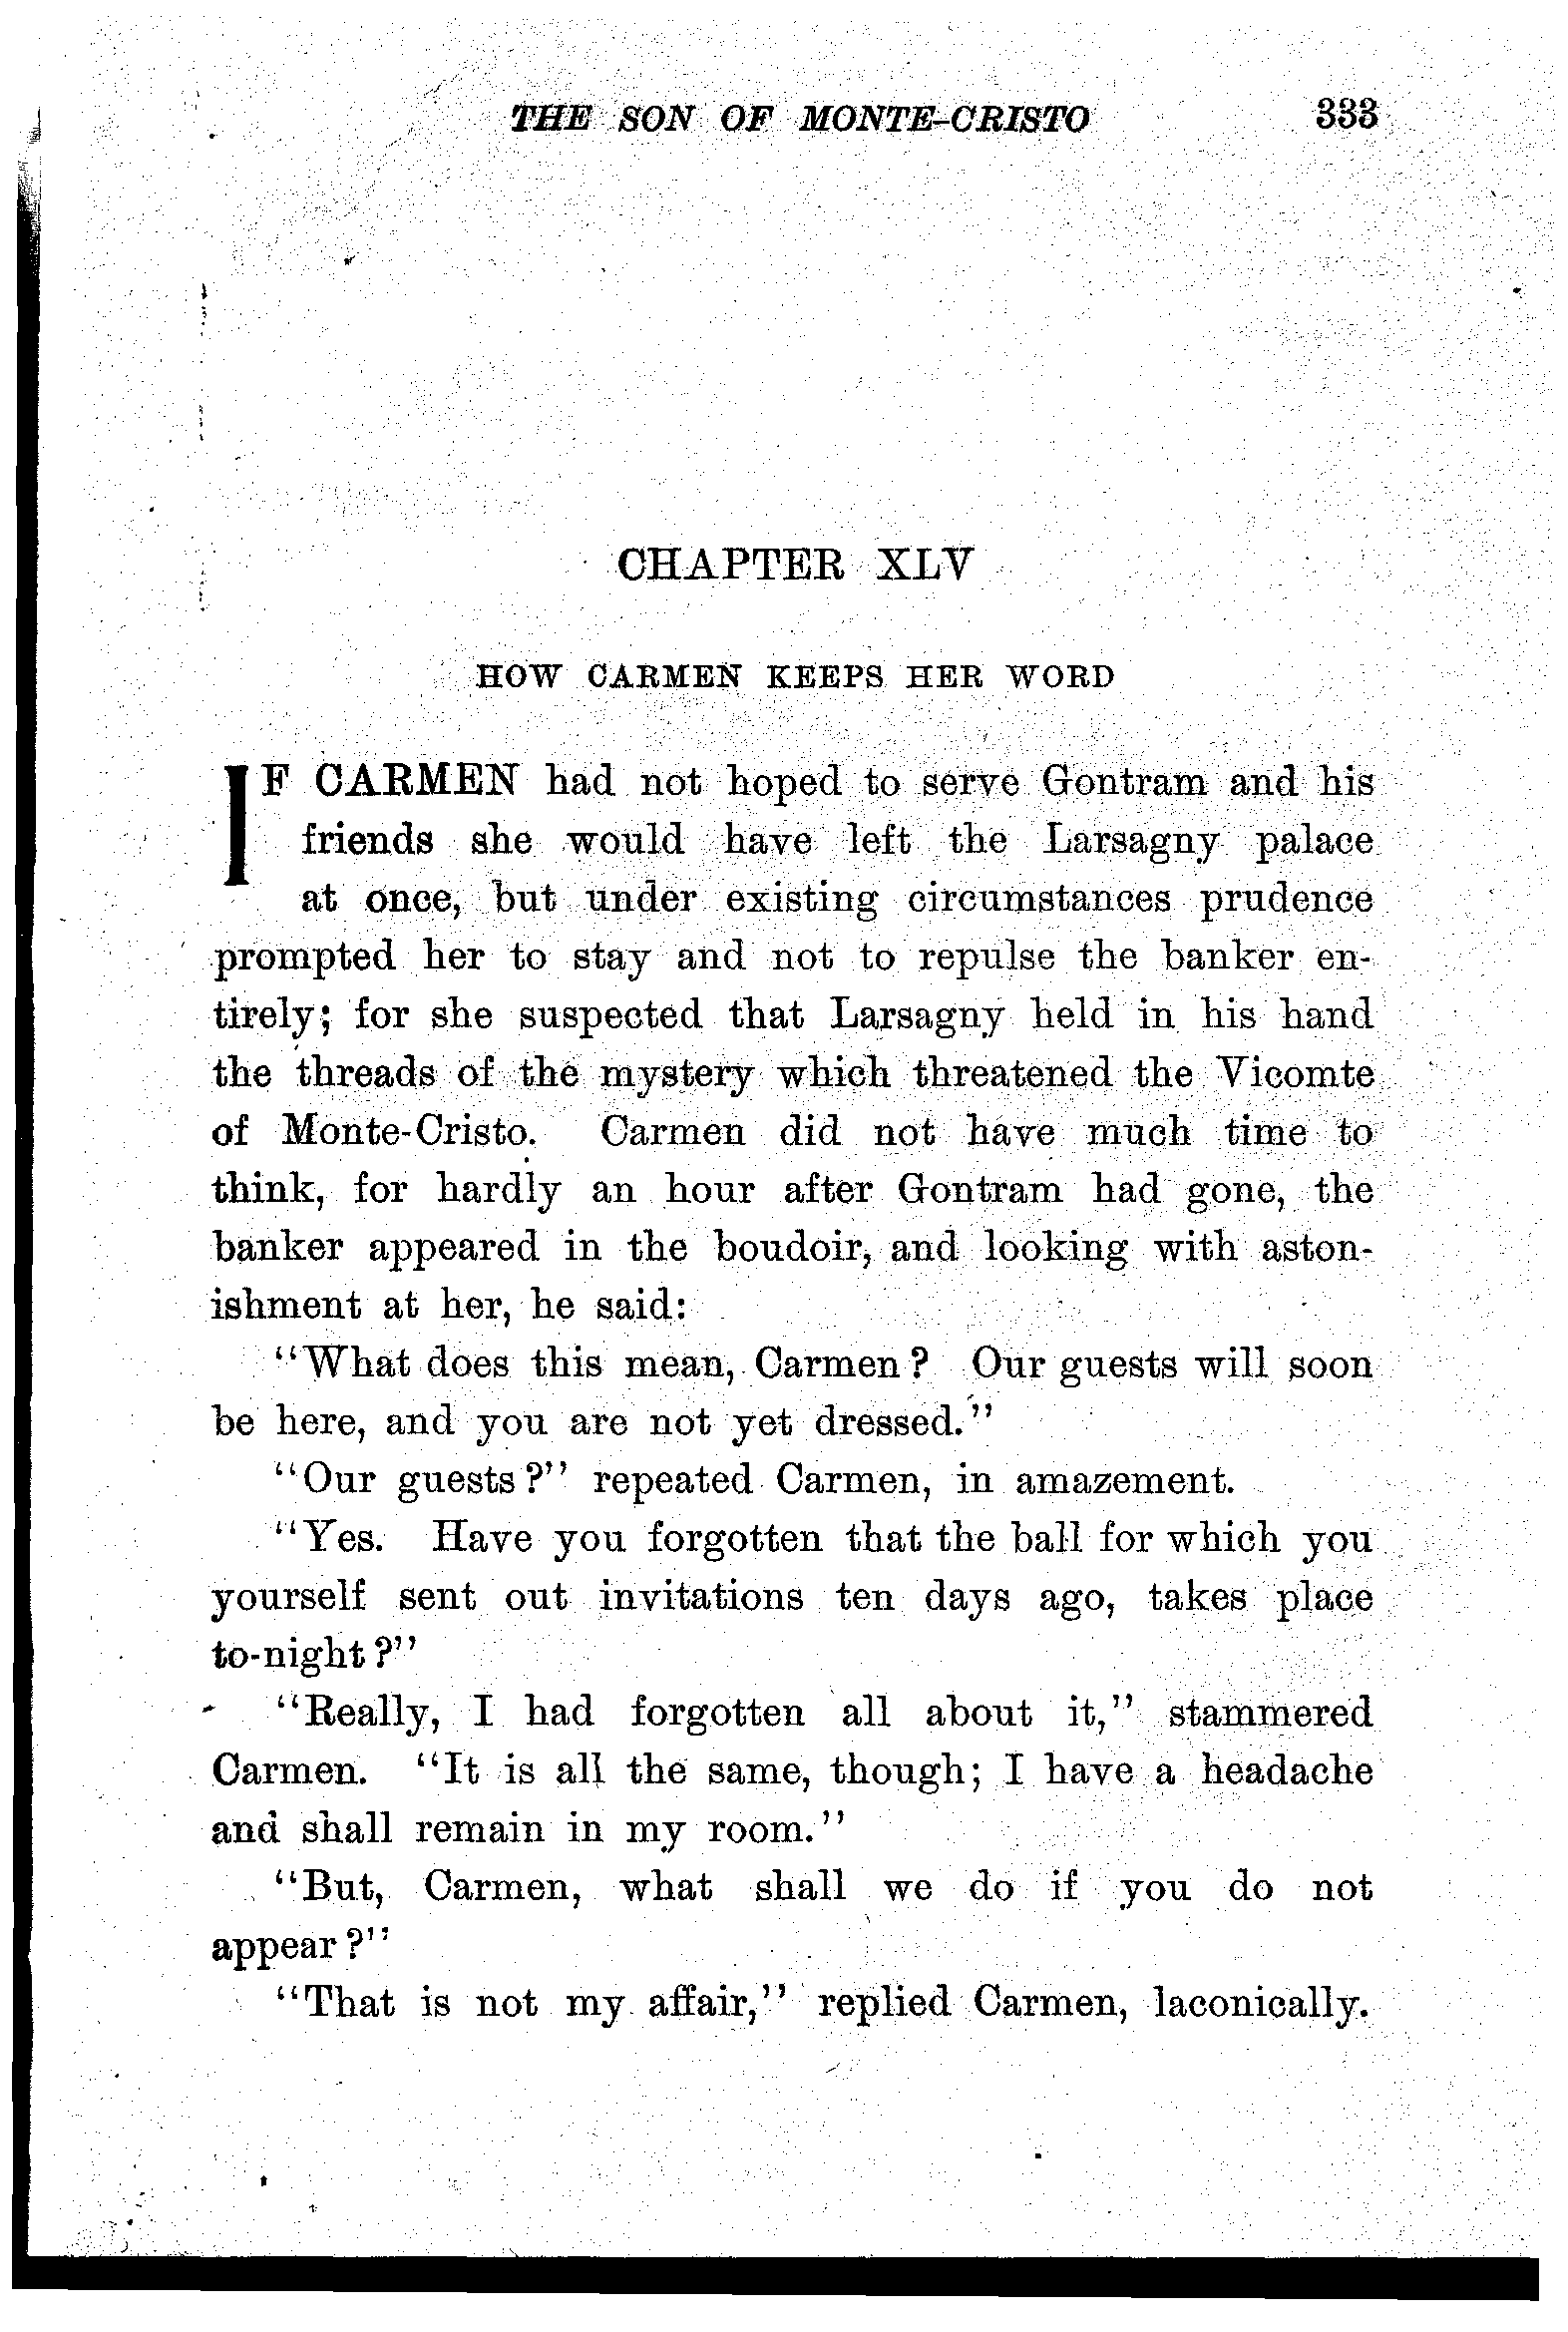 THE SON OF MONTE-CRISTO 333
CHAPTER XLV
HOW CARMEN KEEPS HER WORD
IF CARMEN had not hoped to serve Gontram and his
friends she would have left the Larsagny palace
at once, but under existing circumstances prudence
prompted her to stay and not to repulse the banker en-
tirely; for she suspected that Larsagny held in his hand
the threads of the mystery which threatened the Vicomte
of Monte-Cristo. Carmen did not have much time to
think, for hardly an hour after Gontram had gone, the
banker appeared in the boudoir, and looking with aston-
ishment at her, he said:
"What does this mean, Carmen? Our guests will soon
be here, and you are not yet dressed."
"Our guests?" repeated Carmen, in amazement.
"Yes. Have you forgotten that the ball for which you
yourself sent out invitations ten days ago, takes place
to-night?"
"Really, I had forgotten all about it," stammered
Carmen. "It is all the same, though; I have a headache
and shall remain in my room."
"But, Carmen, what shall we do if you do not
appear?"
"That is not my affair," replied Carmen, laconically.